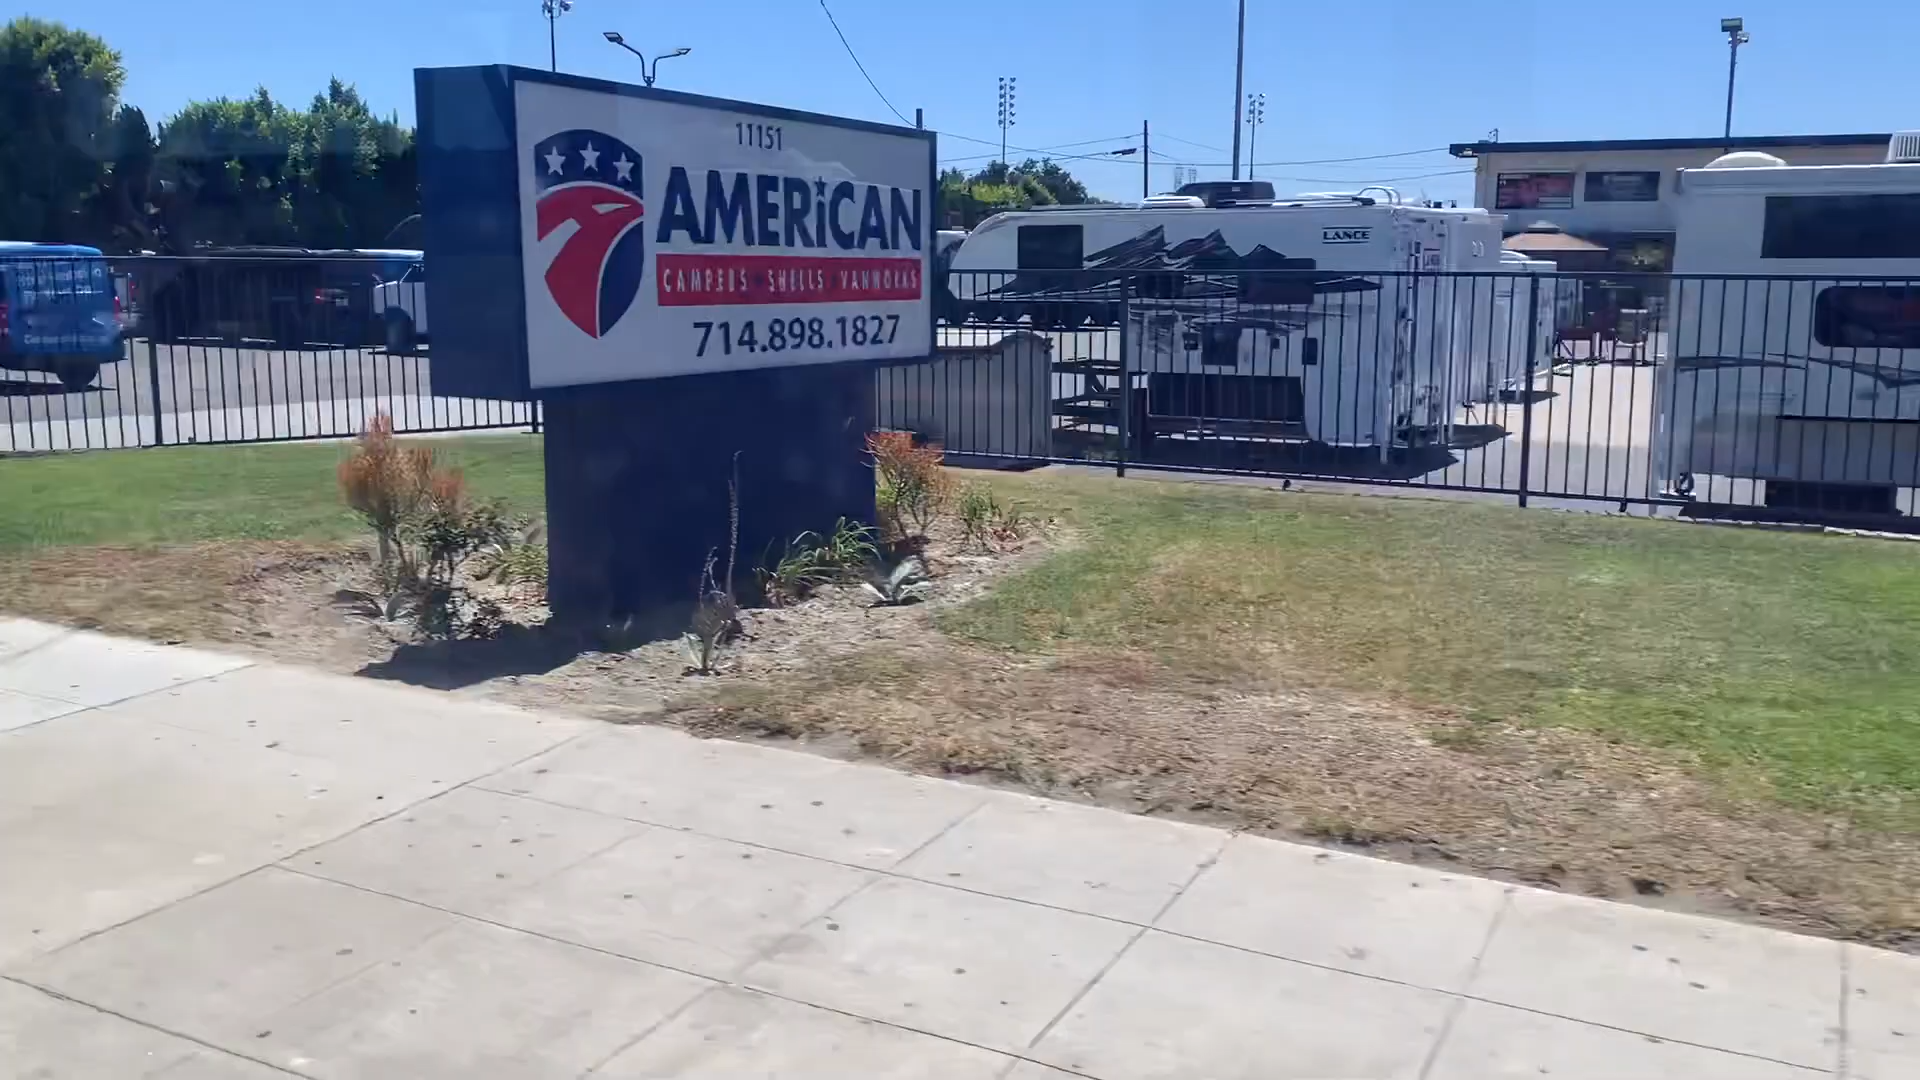 11151
AMERiCAN
CAMPERS • SHELLS • VANWORKS
714.898.1827
LANCE